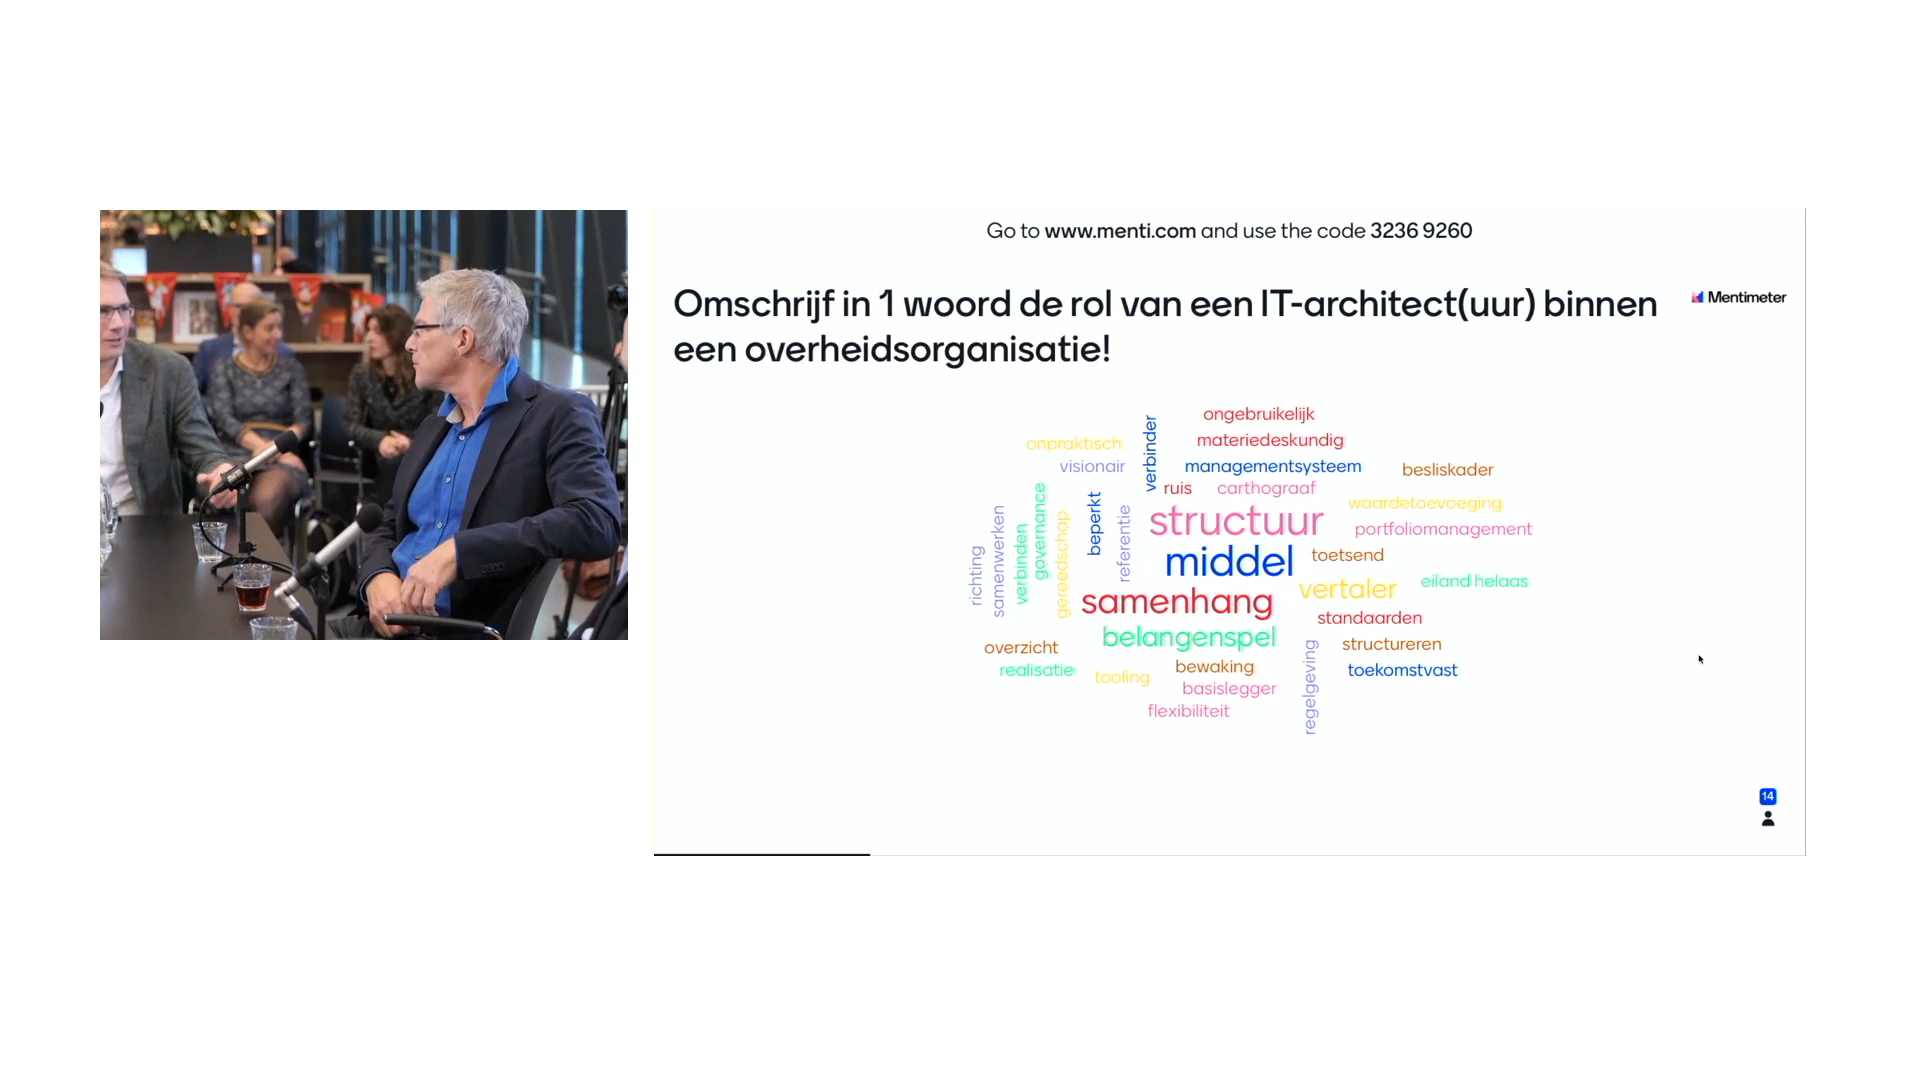 Go to www.menti.com and use the code 3236 9260
Omschrijf in 1 woord de rol van een IT-architect(uur) binnen
een overheidsorganisatie!
Mentimeter
ongebruikelijk
onpraktisch
verbinder
materiedeskundig
visionair
managementsysteem
besliskader
ruis
carthograaf
governance
beperkt
waardetoevoeging
samenwerken
referentie
structuur
portfoliomanagement
richting
verbinden
gereedschap
middel
toetsend
eiland helaas
vertaler
samenhang
standaarden
belangenspel
structureren
overzicht
bewaking
regelgeving
toekomstvast
realisatie
tooling
basislegger
flexibiliteit
14